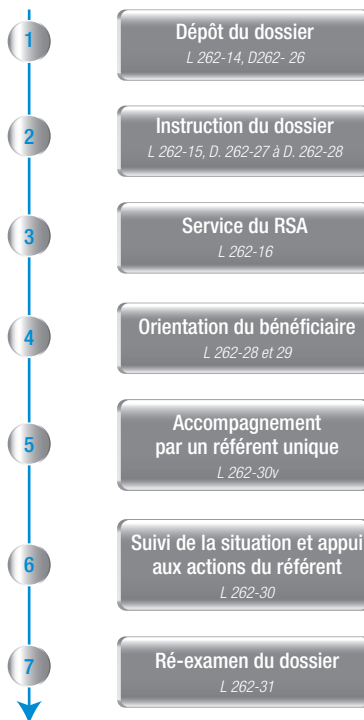 1
Dépôt du dossier
L 262-14, D262- 26
2
Instruction du dossier
L 262-15, D. 262-27 à D. 262-28
3
Service du RSA
L 262-16
4
Orientation du bénéficiaire
L 262-28 et 29
5
Accompagnement
par un référent unique
L 262-30v
6
Suivi de la situation et appui
aux actions du référent
L 262-30
7
Ré-examen du dossier
L 262-31